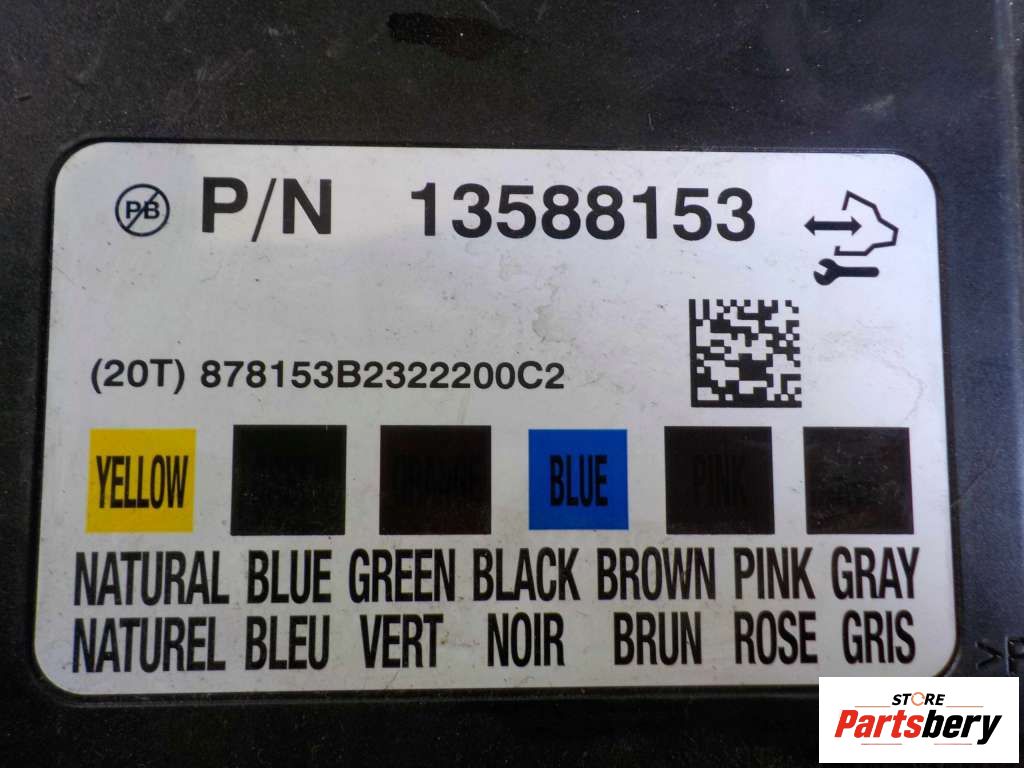 PB P/N 13588153
(20T) 878153B2322200C2
YELLOW ORANGE BLUE PINK
NATURAL BLUE GREEN BLACK BROWN PINK GRAY
NATUREL BLEU VERT NOIR BRUN ROSE GRIS
STORE
Partsbery